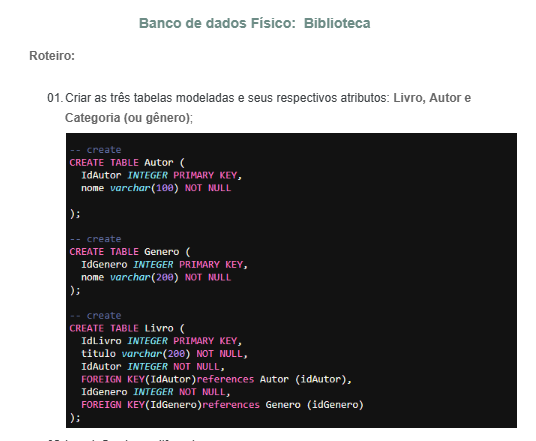 Banco de dados Físico: Biblioteca
Roteiro:
01. Criar as três tabelas modeladas e seus respectivos atributos: Livro, Autor e
Categoria (ou gênero);
-- create
CREATE TABLE Autor (
IdAutor INTEGER PRIMARY KEY,
nome varchar(100) NOT NULL
);
-- create
CREATE TABLE Genero (
IdGenero INTEGER PRIMARY KEY,
nome varchar(200) NOT NULL
);
-- create
CREATE TABLE Livro (
IdLivro INTEGER PRIMARY KEY,
titulo varchar(200) NOT NULL,
IdAutor INTEGER NOT NULL,
FOREIGN KEY(IdAutor)references Autor (idAutor),
IdGenero INTEGER NOT NULL,
FOREIGN KEY(IdGenero)references Genero (idGenero)
);